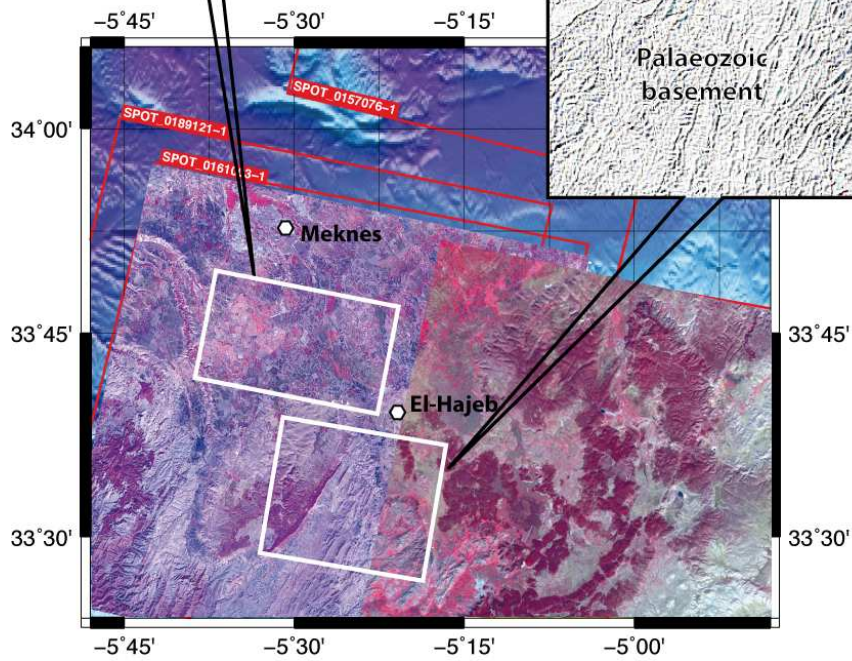 −5˚45'
−5˚30'
−5˚15'
Palaeozoic
basement
SPOT_0157076−1
34˚00'
SPOT_0189121−1
Meknes
33˚45'
33˚45'
El-Hajeb
33˚30'
33˚30'
−5˚45'
−5˚30'
−5˚15'
−5˚00'